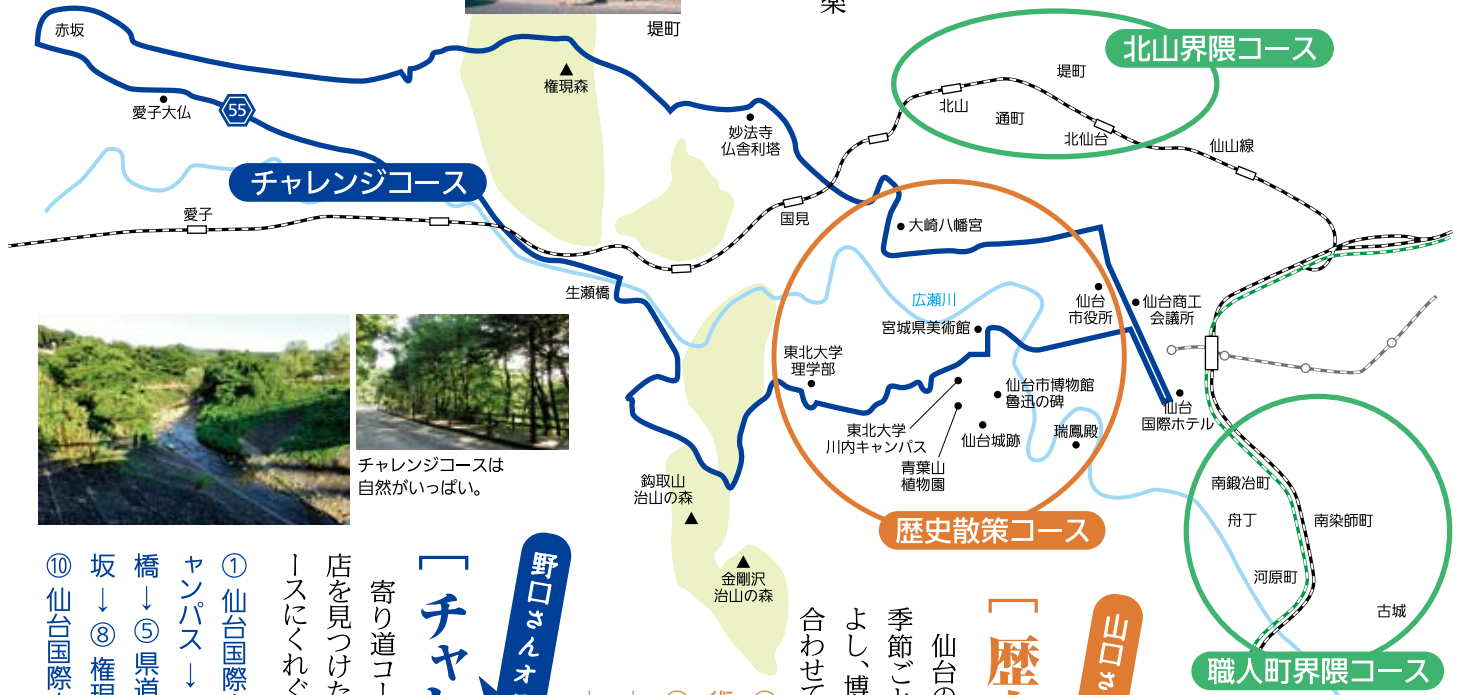 楽
堤町
赤坂
愛子大仏
55
権現森
妙法寺
仏舎利塔
北山界隈コース
堤町
北山
通町
北仙台
仙山線
チャレンジコース
愛子
国見
大崎八幡宮
生瀬橋
広瀬川
宮城県美術館
仙台
市役所
仙台商工
会議所
東北大学
理学部
仙台市博物館
魯迅の碑
東北大学
川内キャンパス
仙台城跡
瑞鳳殿
仙台
国際ホテル
青葉山
植物園
歴史散策コース
鈎取山
治山の森
金剛沢
治山の森
南鍛冶町
舟丁
南染師町
河原町
古城
職人町界隈コース
チャレンジコースは
自然がいっぱい。
仙台の
季節ごと
よし、博
合わせて
野口さんオ
［チャ
寄り道コー
店を見つけた
ースにくれぐ
① 仙台国際
ャンパス →
橋→⑤県道
坂→⑧権現
⑩ 仙台国際